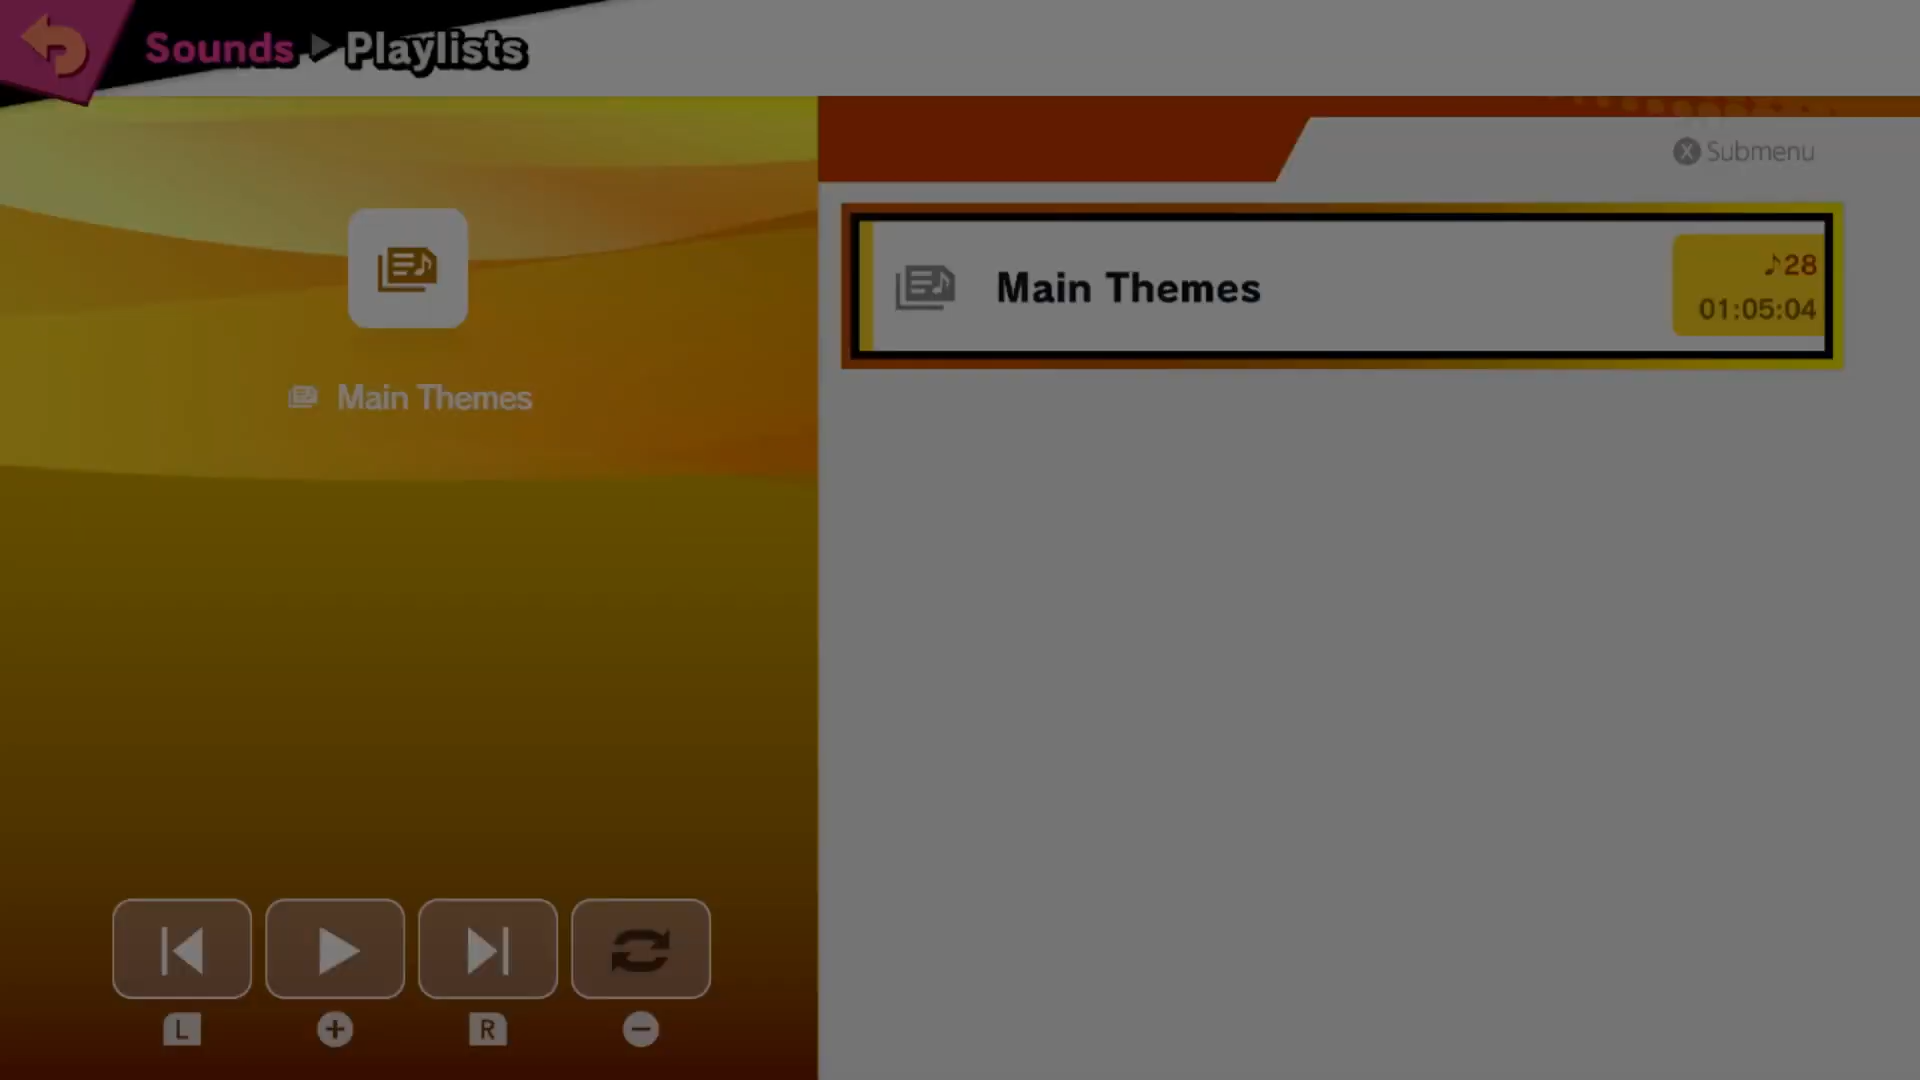 Sounds ▶ Playlists
X Submenu
Main Themes
♪28
01:05:04
Main Themes
L
+
R
−